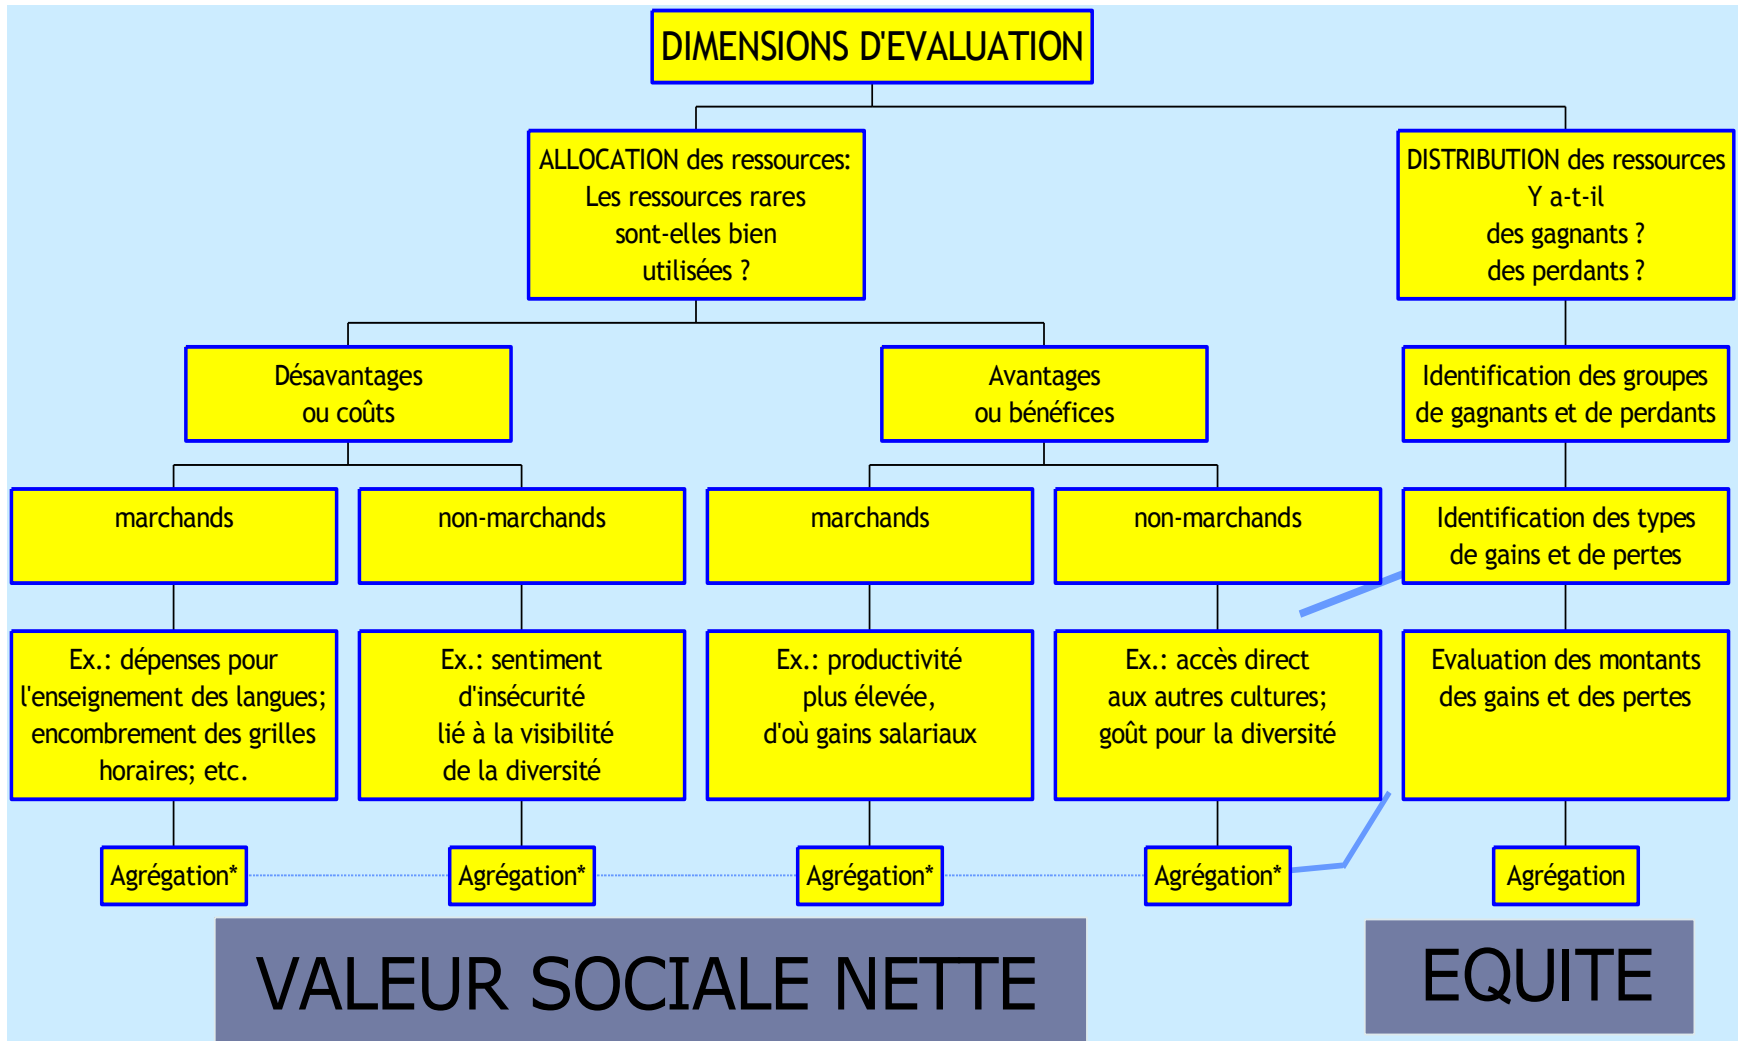 DIMENSIONS D'EVALUATION
ALLOCATION des ressources:
Les ressources rares
sont-elles bien
utilisées ?
DISTRIBUTION des ressources
Y a-t-il
des gagnants ?
des perdants ?
Désavantages
ou coûts
Avantages
ou bénéfices
Identification des groupes
de gagnants et de perdants
marchands
non-marchands
marchands
non-marchands
Identification des types
de gains et de pertes
Ex.: dépenses pour
l'enseignement des langues;
encombrement des grilles
horaires; etc.
Ex.: sentiment
d'insécurité
lié à la visibilité
de la diversité
Ex.: productivité
plus élevée,
d'où gains salariaux
Ex.: accès direct
aux autres cultures;
goût pour la diversité
Evaluation des montants
des gains et des pertes
Agrégation*
Agrégation*
Agrégation*
Agrégation*
Agrégation
VALEUR SOCIALE NETTE
EQUITE